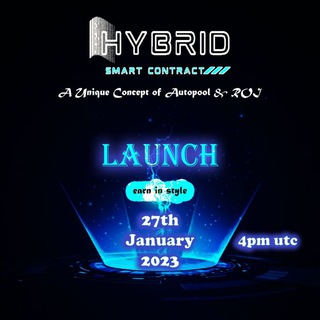 HYBRID
SMART CONTRACT
A Unique Concept of Autopool & ROI
LAUNCH
earn in style
27th
January
4pm utc
2023